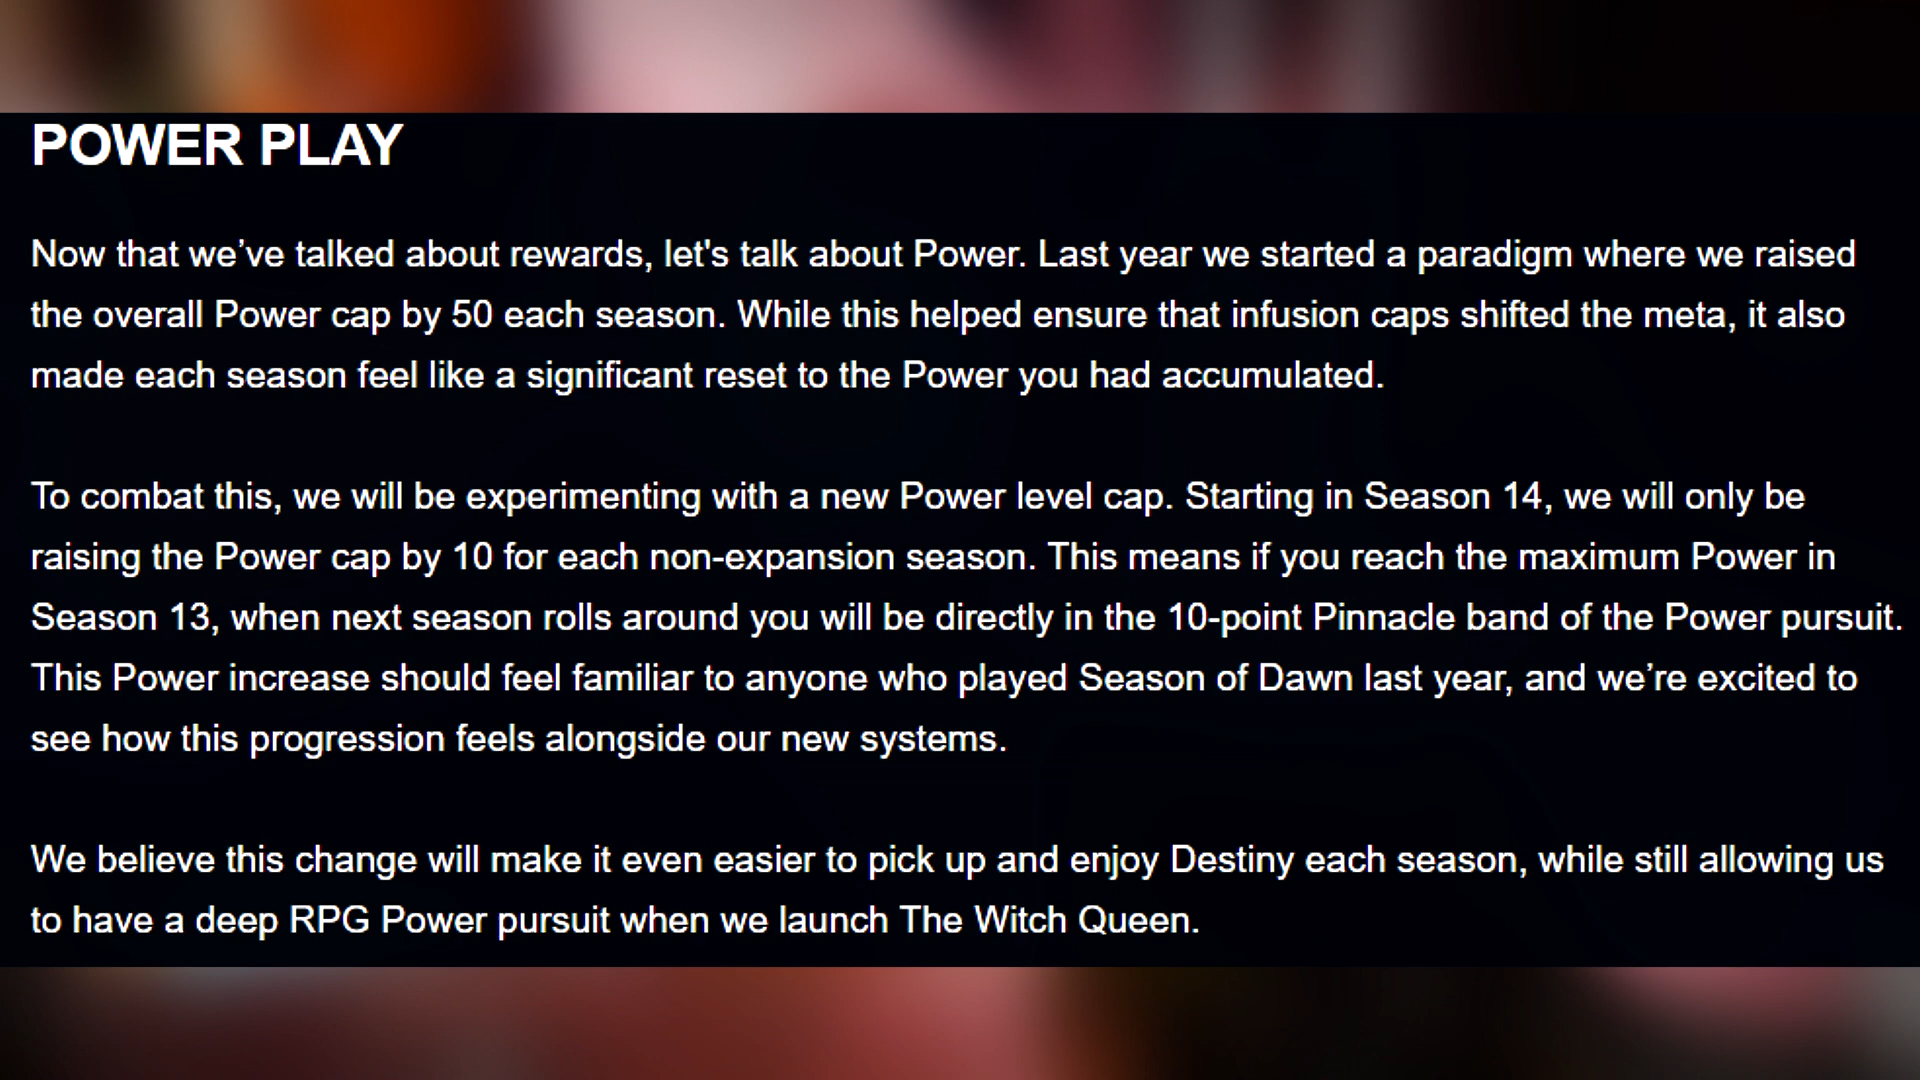 POWER PLAY
Now that we’ve talked about rewards, let's talk about Power. Last year we started a paradigm where we raised
the overall Power cap by 50 each season. While this helped ensure that infusion caps shifted the meta, it also
made each season feel like a significant reset to the Power you had accumulated.
To combat this, we will be experimenting with a new Power level cap. Starting in Season 14, we will only be
raising the Power cap by 10 for each non-expansion season. This means if you reach the maximum Power in
Season 13, when next season rolls around you will be directly in the 10-point Pinnacle band of the Power pursuit.
This Power increase should feel familiar to anyone who played Season of Dawn last year, and we’re excited to
see how this progression feels alongside our new systems.
We believe this change will make it even easier to pick up and enjoy Destiny each season, while still allowing us
to have a deep RPG Power pursuit when we launch The Witch Queen.